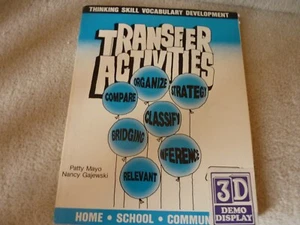 THINKING SKILL VOCABULARY DEVELOPMENT
TRANSFER
ACTIVITIES
ORGANIZE
COMPARE
STRATEGY
CLASSIFY
BRIDGING
INFERENCE
RELEVANT
Patty Mayo
Nancy Gajewski
3D
DEMO
DISPLAY
HOME • SCHOOL • COMMUN